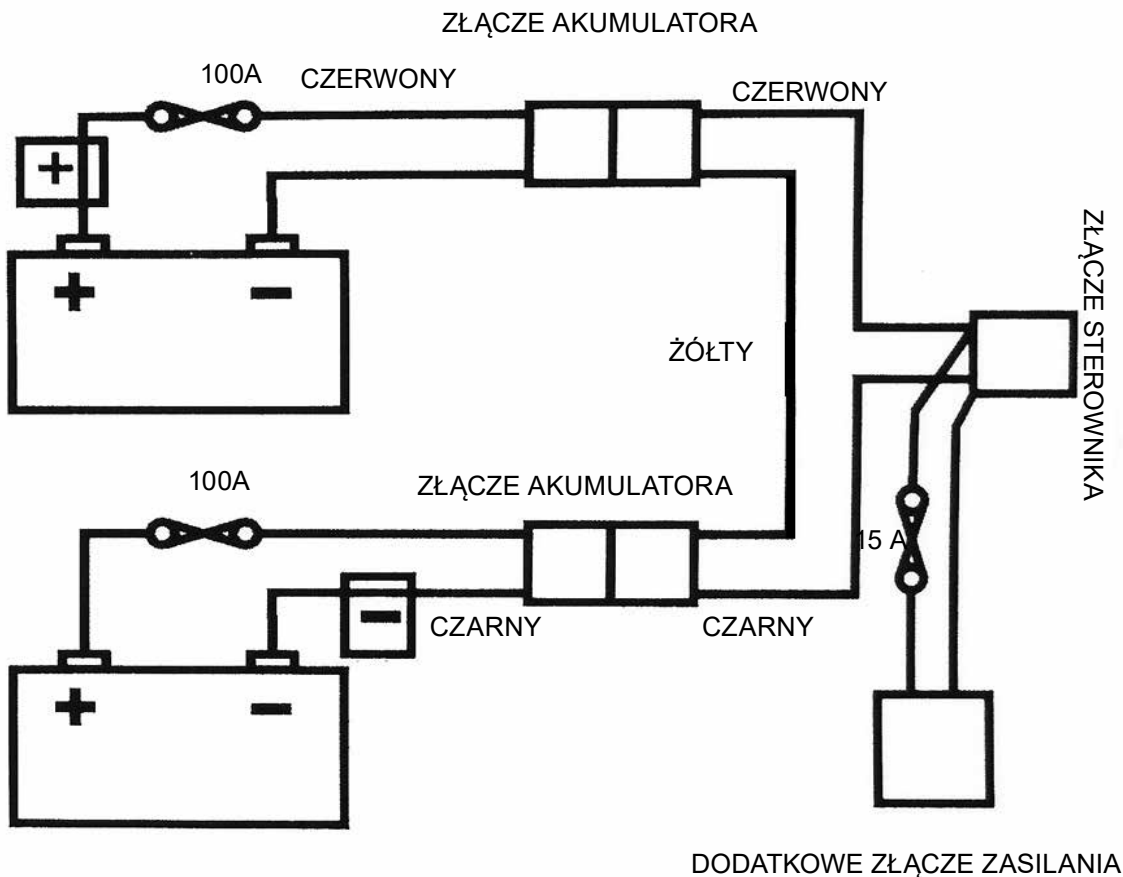 ZŁĄCZE AKUMULATORA
100A
CZERWONY
CZERWONY
+
+
−
ŻÓŁTY
ZŁĄCZE STEROWNIKA
100A
ZŁĄCZE AKUMULATORA
15 A
−
CZARNY
CZARNY
+
−
DODATKOWE ZŁĄCZE ZASILANIA